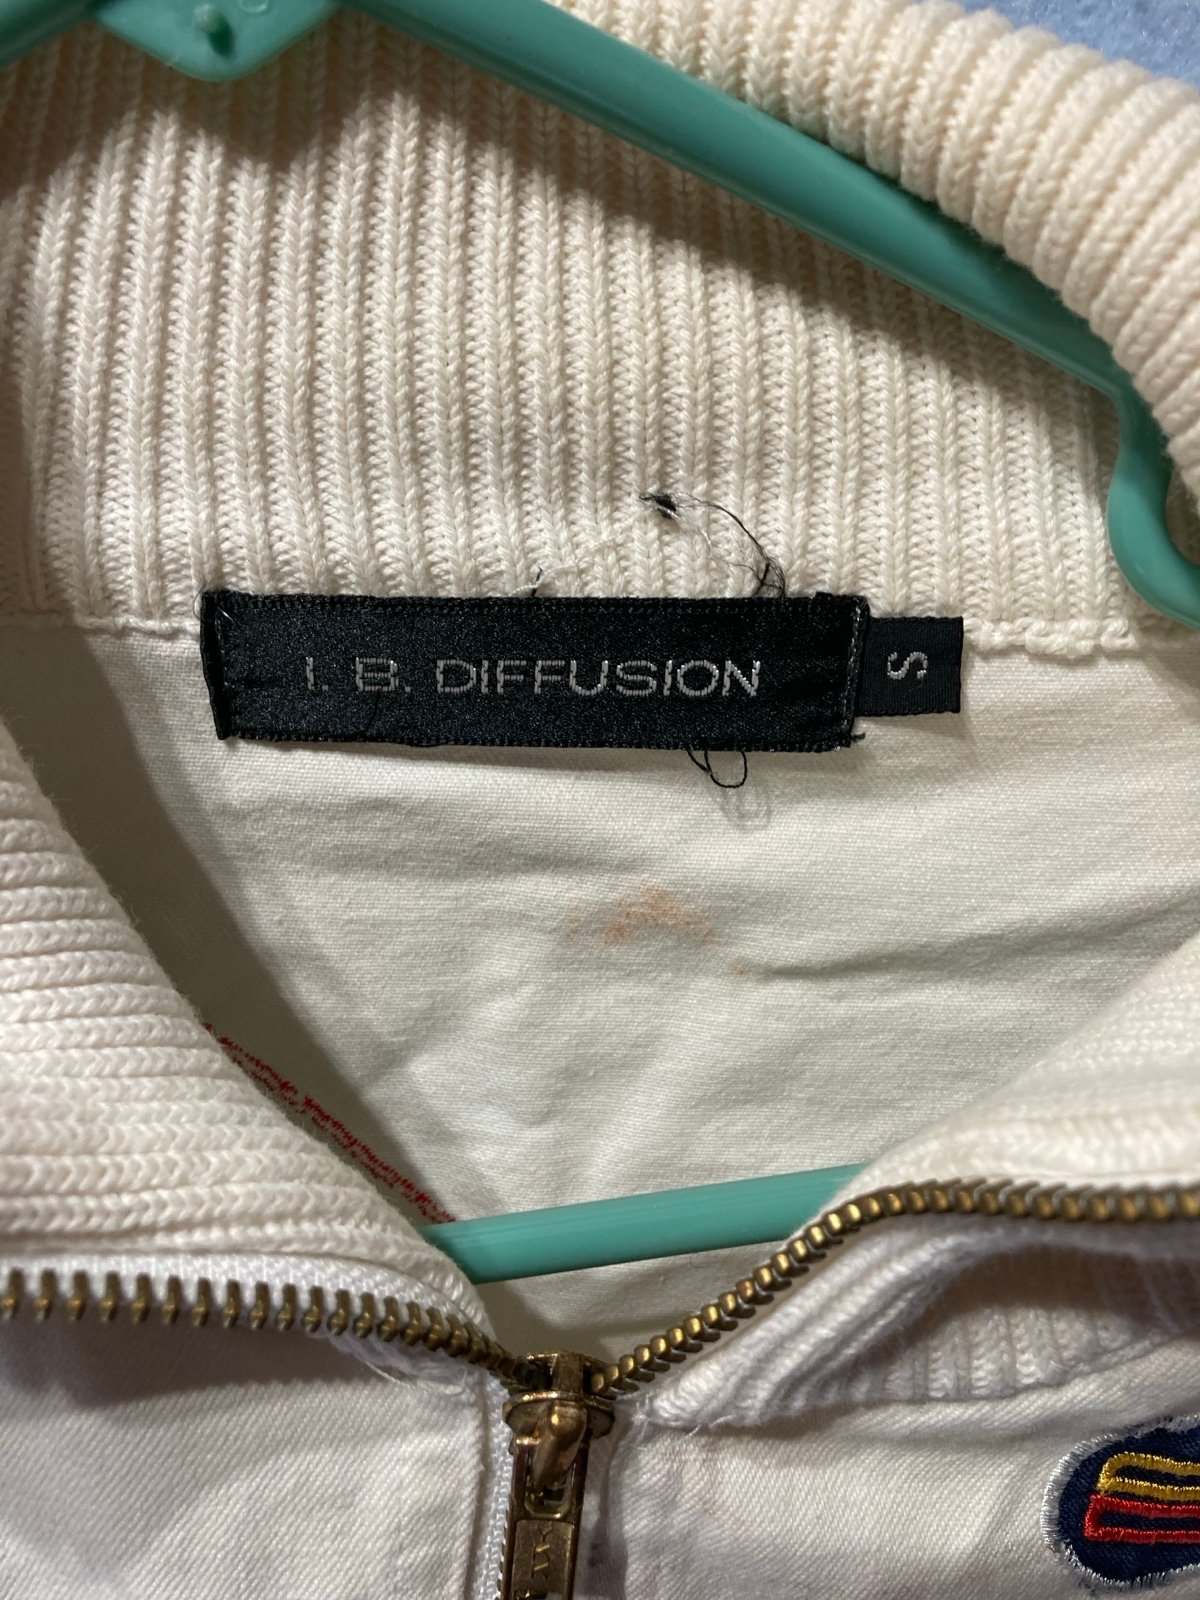 I. B. DIFFUSION
S